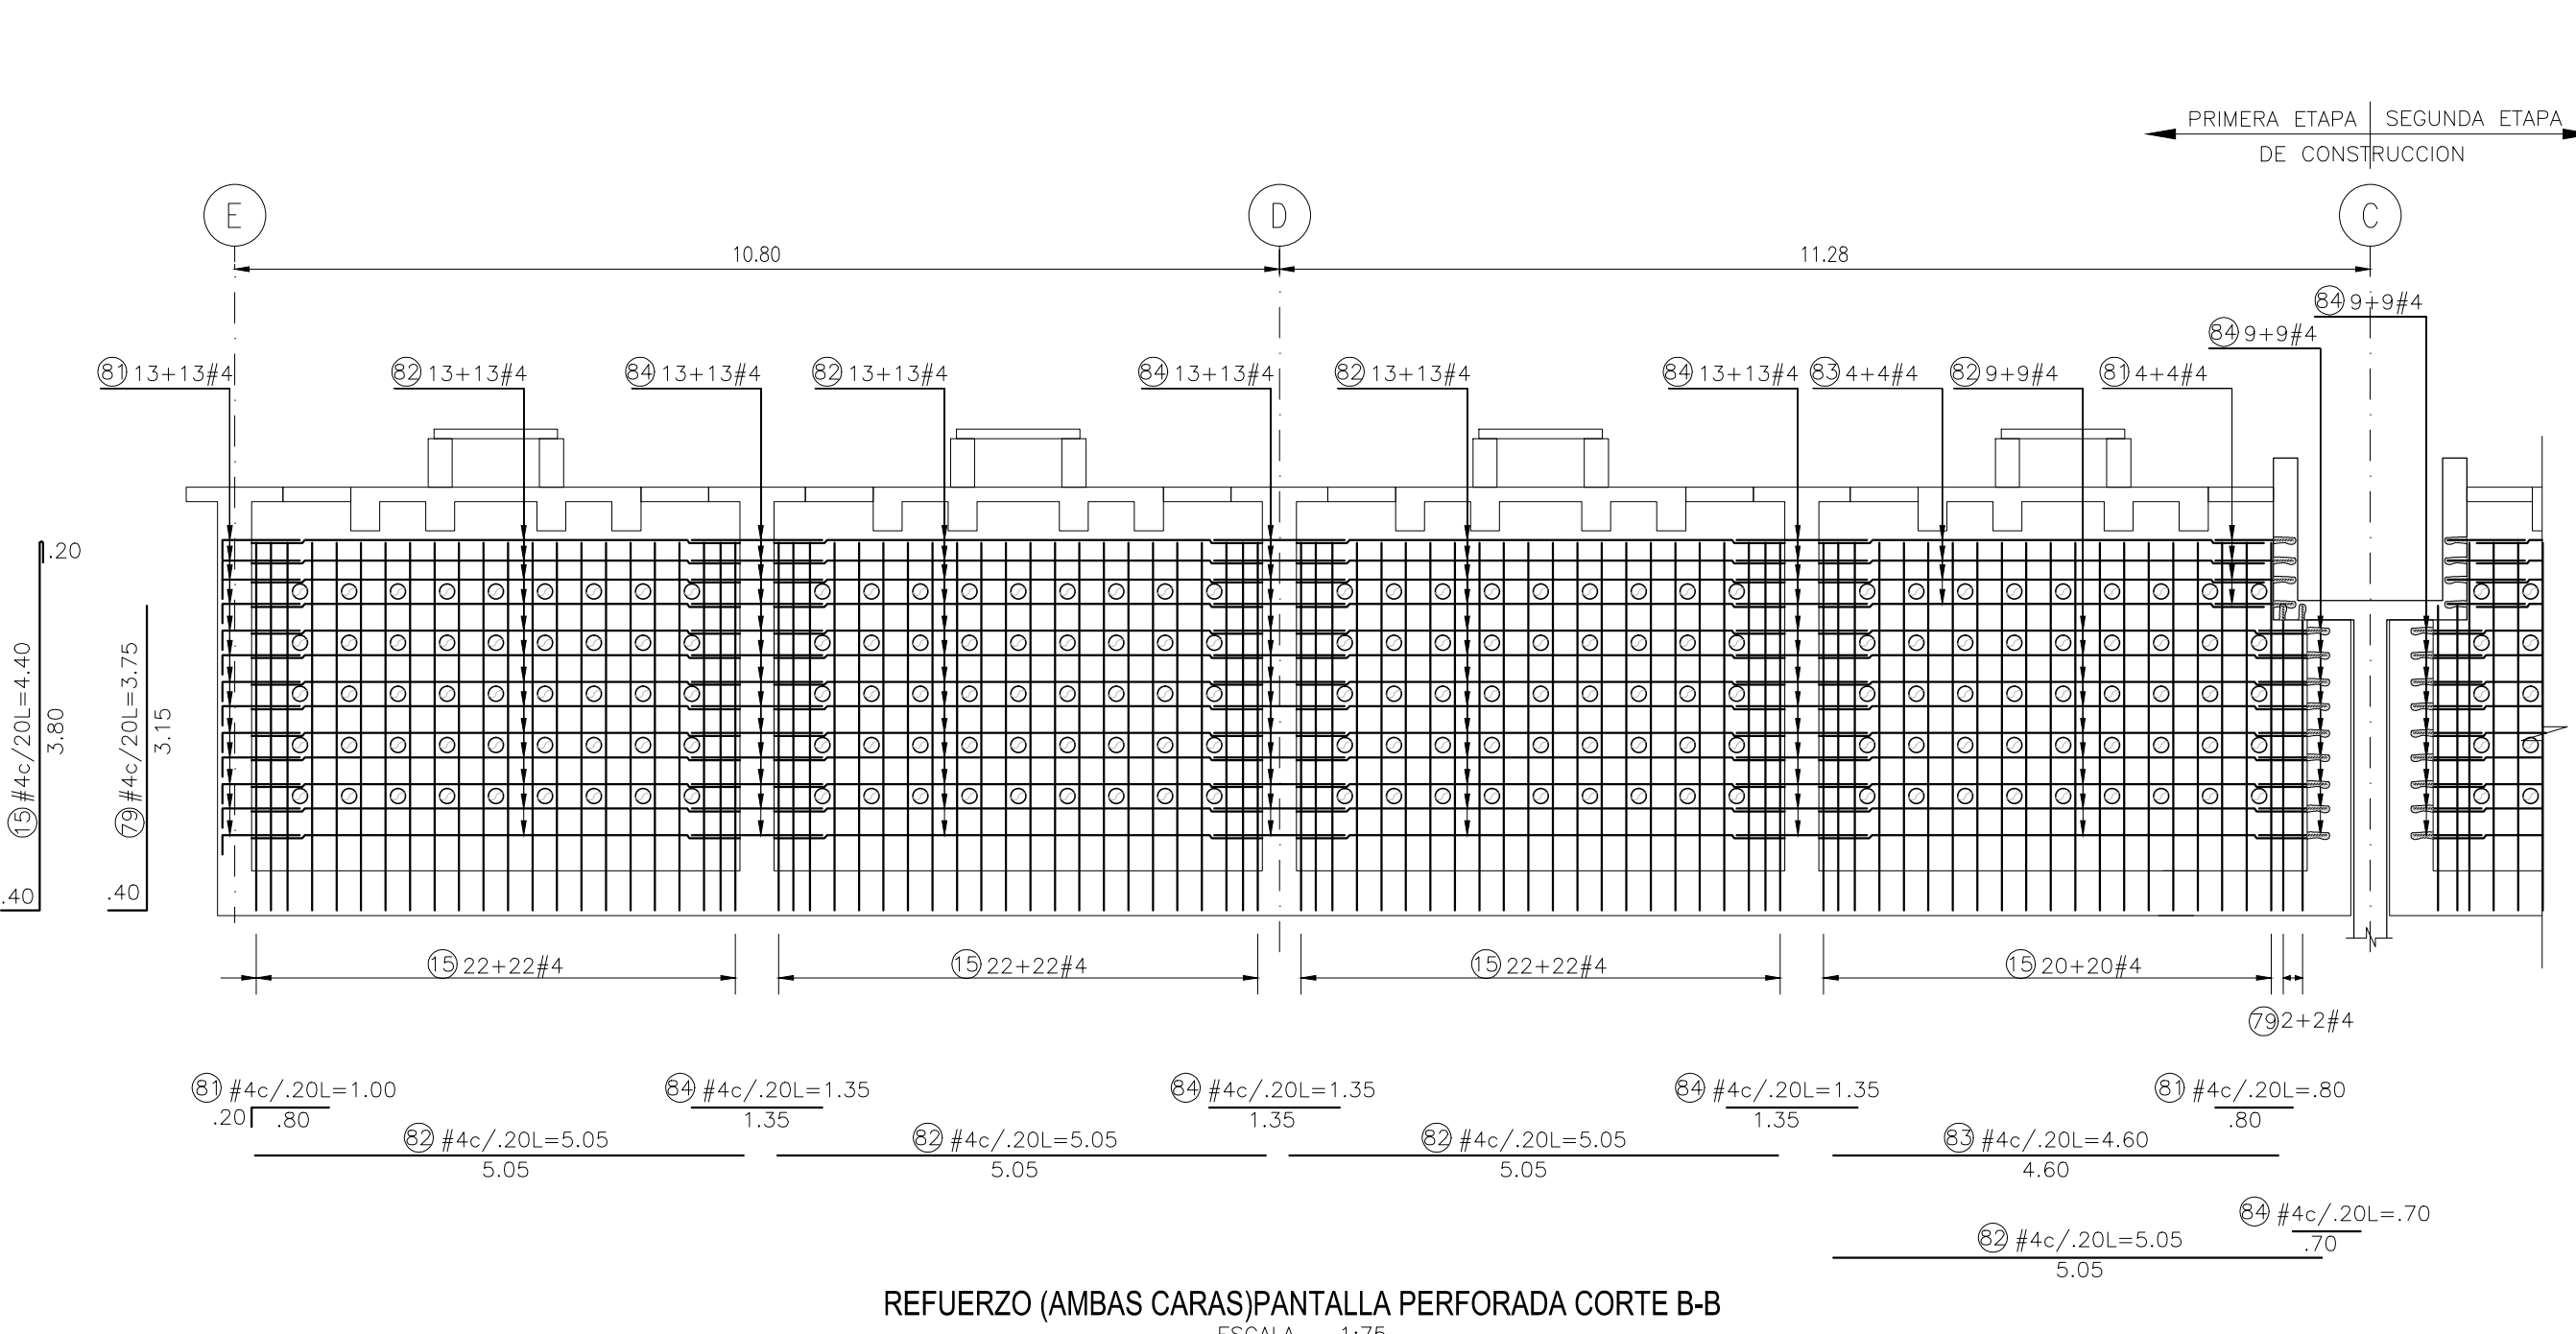 PRIMERA ETAPA SEGUNDA ETAPA
DE CONSTRUCCION
E D C
10.80 11.28
84 9+9#4
84 9+9#4
81 13+13#4 82 13+13#4 84 13+13#4 82 13+13#4 84 13+13#4 82 13+13#4 84 13+13#4 83 4+4#4 82 9+9#4 81 4+4#4
.20
15 #4c/20L=4.40
3.80
.40
79 #4c/20L=3.75
3.15
.40
15 22+22#4 15 22+22#4 15 22+22#4 15 20+20#4
79 2+2#4
81 #4c/.20L=1.00 84 #4c/.20L=1.35 84 #4c/.20L=1.35 84 #4c/.20L=1.35 81 #4c/.20L=.80
.20 .80 1.35 1.35 1.35 .80
82 #4c/.20L=5.05 82 #4c/.20L=5.05 82 #4c/.20L=5.05 83 #4c/.20L=4.60
5.05 5.05 5.05 4.60
84 #4c/.20L=.70
.70
82 #4c/.20L=5.05
5.05
REFUERZO (AMBAS CARAS)PANTALLA PERFORADA CORTE B-B
ESCALA 1:75